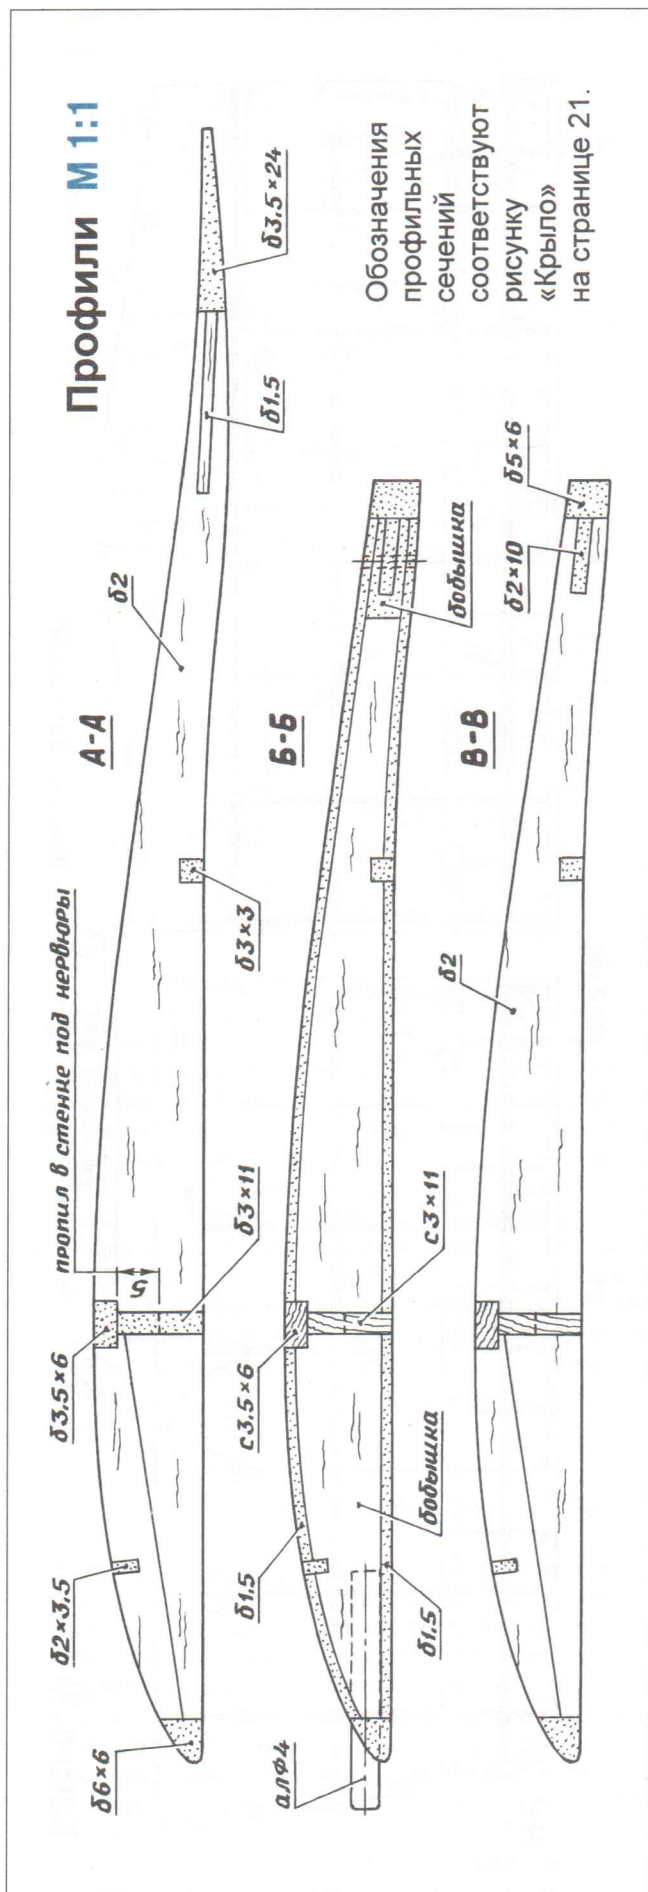 Профили М 1:1
Обозначения
профильных
сечений
соответствуют
рисунку
«Крыло»
на странице 21.
А-А
δ6×6
δ2×3.5
δ3.5×6
пропил в стенке под нервюры
5
δ3×11
δ3×3
δ2
δ1.5
δ3.5×24
Б-Б
алФ4
δ1.5
δ1.5
с3.5×6
бобышка
с3×11
бобышка
В-В
δ2
δ2×10
δ5×6